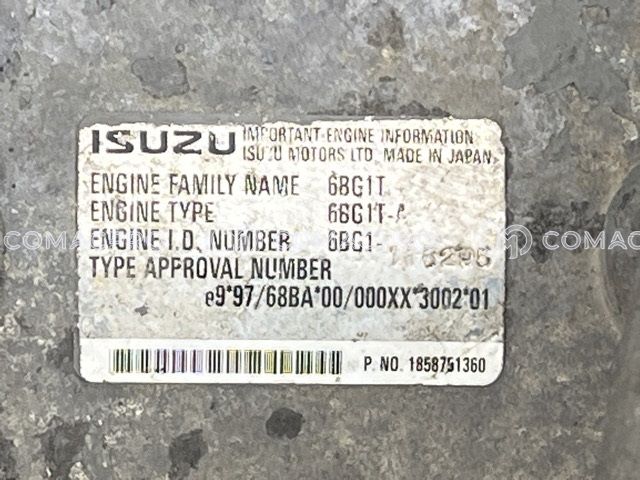 ISUZU IMPORTANT ENGINE INFORMATION
ISUZU MOTORS LTD. MADE IN JAPAN.
ENGINE FAMILY NAME 6BG1T
ENGINE TYPE 6BG1T-A
ENGINE I.D. NUMBER 6BG1-
TYPE APPROVAL NUMBER
e9*97/68BA*00/000XX*3002*01
P. NO. 1858751360